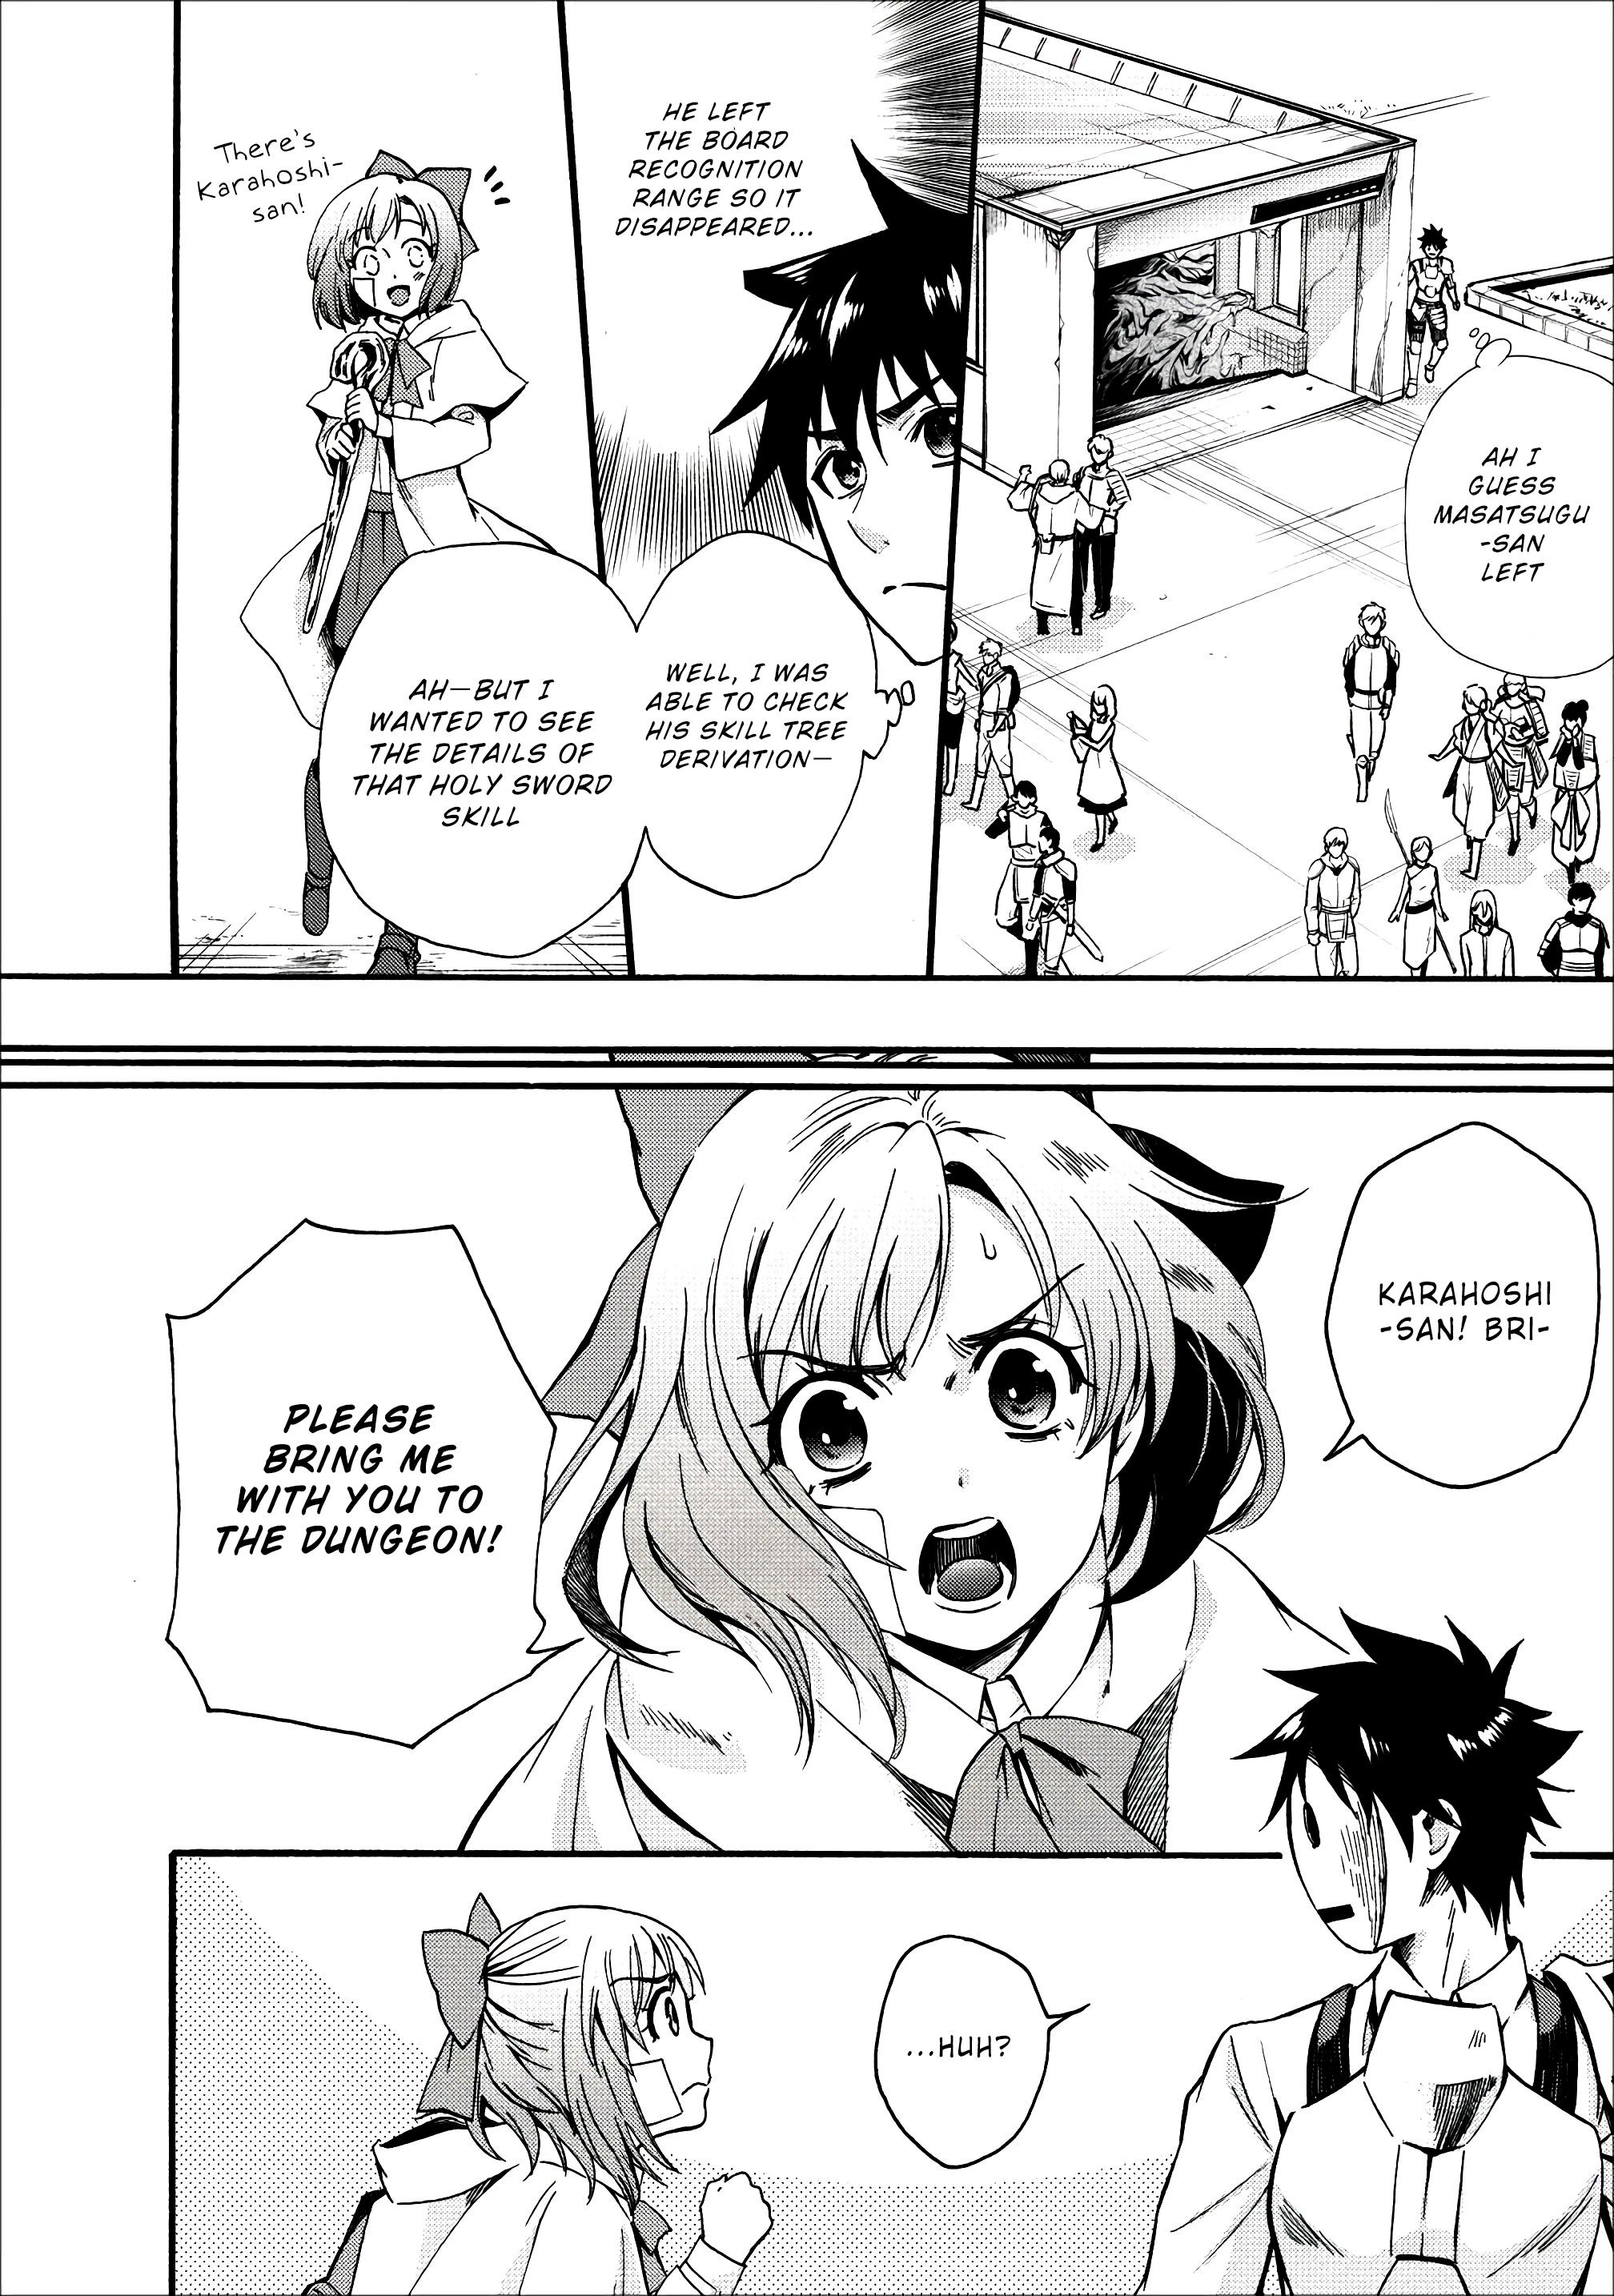 AH I
GUESS
MASATSUGU
-SAN
LEFT
HE LEFT
THE BOARD
RECOGNITION
RANGE SO IT
DISAPPEARED...
WELL, I WAS
ABLE TO CHECK
HIS SKILL TREE
DERIVATION—
AH—BUT I
WANTED TO SEE
THE DETAILS OF
THAT HOLY SWORD
SKILL
There's
Karahoshi-
san!
KARAHOSHI
-SAN! BRI-
PLEASE
BRING ME
WITH YOU TO
THE DUNGEON!
...HUH?